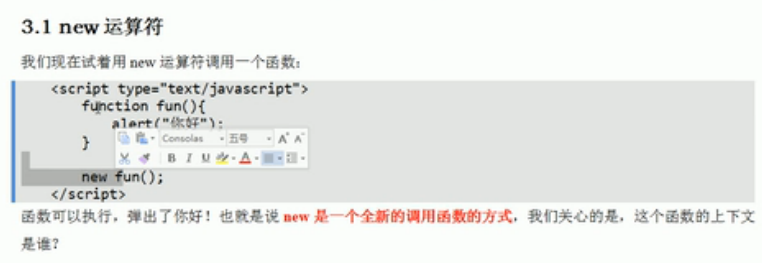 3.1 new 运算符
我们现在试着用 new 运算符调用一个函数：
<script type="text/javascript">
function fun(){
alert("你好");
}
Consolas 五号 A A
B I U A
new fun();
</script>
函数可以执行，弹出了你好！也就是说 new 是一个全新的调用函数的方式，我们关心的是，这个函数的上下文
是谁？